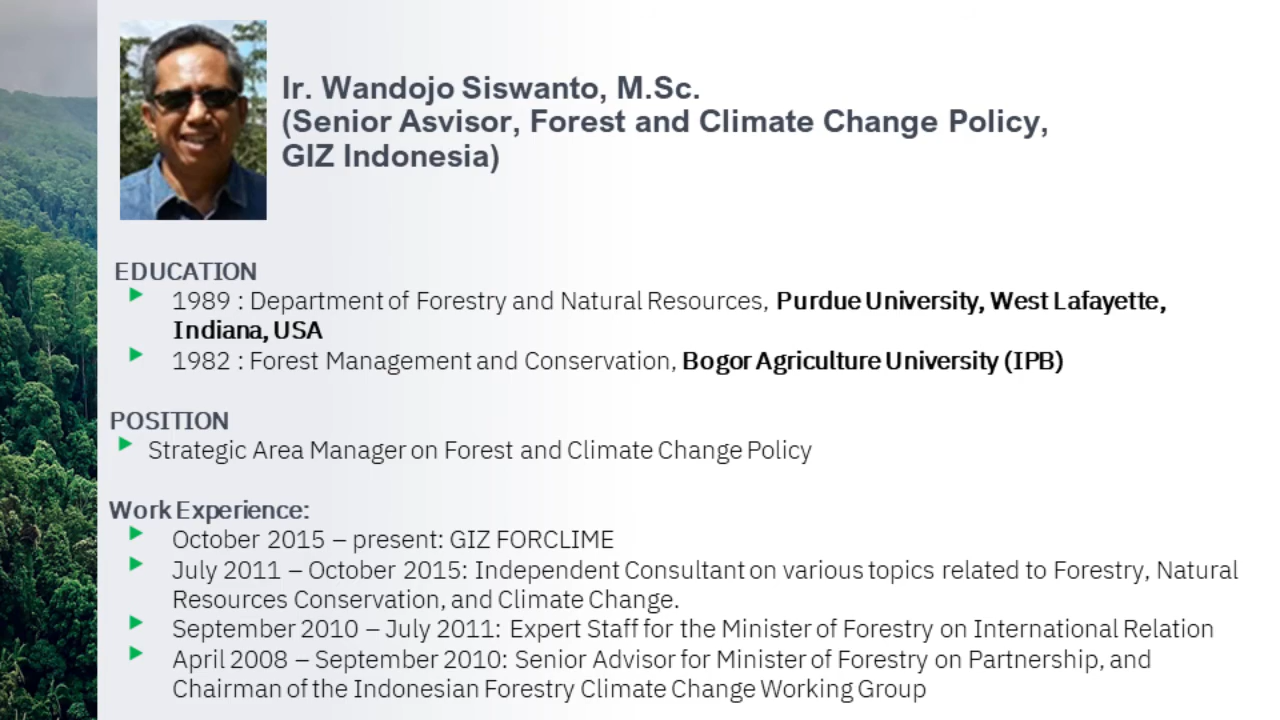 Ir. Wandojo Siswanto, M.Sc.
(Senior Asvisor, Forest and Climate Change Policy,
GIZ Indonesia)
EDUCATION
1989 : Department of Forestry and Natural Resources, Purdue University, West Lafayette,
Indiana, USA
1982 : Forest Management and Conservation, Bogor Agriculture University (IPB)
POSITION
Strategic Area Manager on Forest and Climate Change Policy
Work Experience:
October 2015 – present: GIZ FORCLIME
July 2011 – October 2015: Independent Consultant on various topics related to Forestry, Natural
Resources Conservation, and Climate Change.
September 2010 – July 2011: Expert Staff for the Minister of Forestry on International Relation
April 2008 – September 2010: Senior Advisor for Minister of Forestry on Partnership, and
Chairman of the Indonesian Forestry Climate Change Working Group